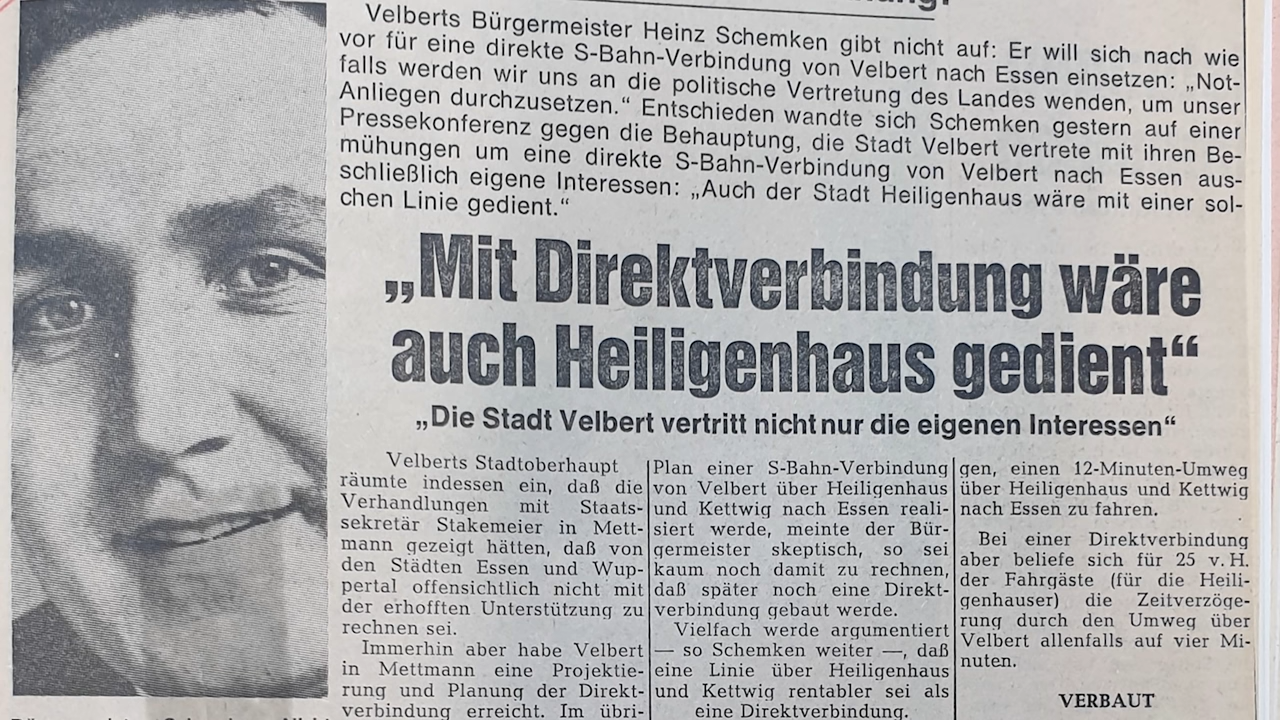 Velberts Bürgermeister Heinz Schemken gibt nicht auf: Er will sich nach wie
vor für eine direkte S-Bahn-Verbindung von Velbert nach Essen einsetzen: „Not-
falls werden wir uns an die politische Vertretung des Landes wenden, um unser
Anliegen durchzusetzen.“ Entschieden wandte sich Schemken gestern auf einer
Pressekonferenz gegen die Behauptung, die Stadt Velbert vertrete mit ihren Be-
mühungen um eine direkte S-Bahn-Verbindung von Velbert nach Essen aus-
schließlich eigene Interessen: „Auch der Stadt Heiligenhaus wäre mit einer sol-
chen Linie gedient.“
„Mit Direktverbindung wäre
auch Heiligenhaus gedient“
„Die Stadt Velbert vertritt nicht nur die eigenen Interessen“
Velberts Stadtoberhaupt
räumte indessen ein, daß die
Verhandlungen mit Staats-
sekretär Stakemeier in Mett-
mann gezeigt hätten, daß von
den Städten Essen und Wup-
pertal offensichtlich nicht mit
der erhofften Unterstützung zu
rechnen sei.
Immerhin aber habe Velbert
in Mettmann eine Projektie-
rung und Planung der Direkt-
verbindung erreicht. Im übri-
Plan einer S-Bahn-Verbindung
von Velbert über Heiligenhaus
und Kettwig nach Essen reali-
siert werde, meinte der Bür-
germeister skeptisch, so sei
kaum noch damit zu rechnen,
daß später noch eine Direkt-
verbindung gebaut werde.
Vielfach werde argumentiert
— so Schemken weiter —, daß
eine Linie über Heiligenhaus
und Kettwig rentabler sei als
eine Direktverbindung.
gen, einen 12-Minuten-Umweg
über Heiligenhaus und Kettwig
nach Essen zu fahren.
Bei einer Direktverbindung
aber beliefe sich für 25 v. H.
der Fahrgäste (für die Heili-
genhauser) die Zeitverzöge-
rung durch den Umweg über
Velbert allenfalls auf vier Mi-
nuten.
VERBAUT